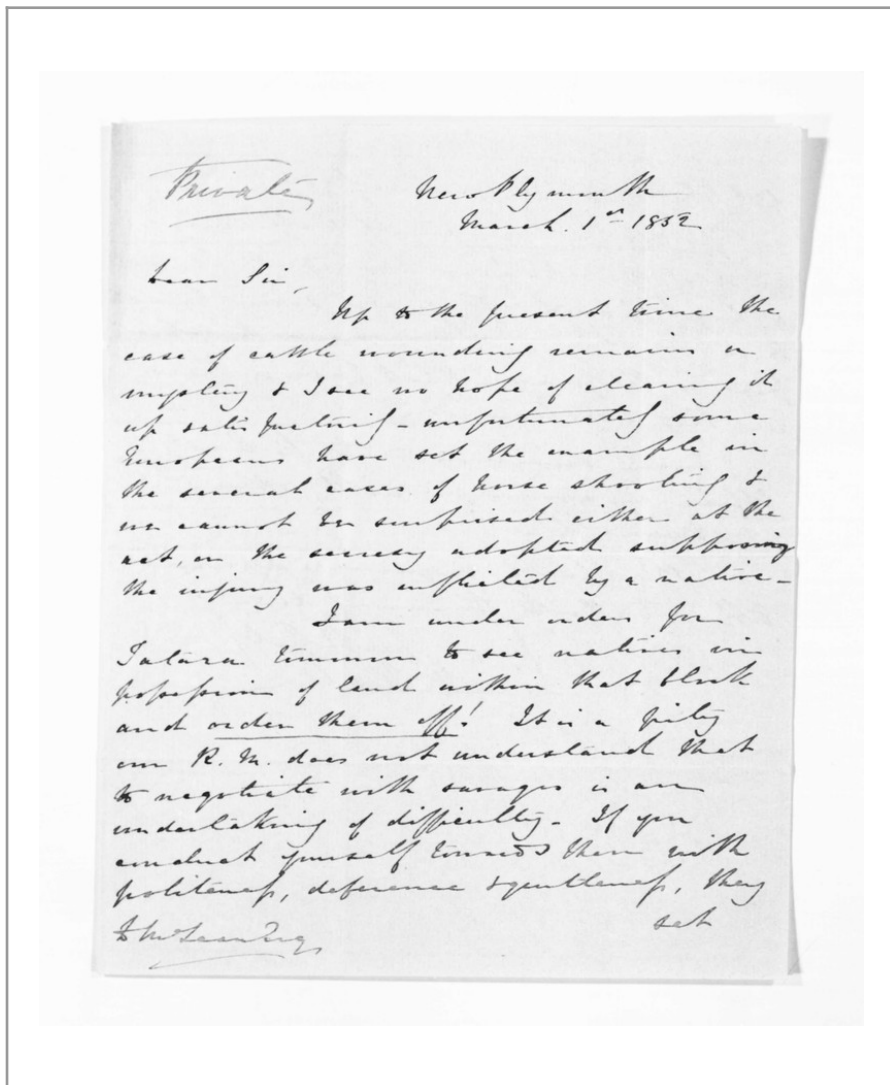 Private
New Plymouth
March. 1st 1852
Dear Sir,
Up to the present time the
case of cattle wounding remains a
mystery & I see no hope of clearing it
up satisfactorily - unfortunately some
Europeans have set the example in
the several cases of horse shooting &
we cannot be surprised either at the
act, or the secresy adopted supposing
the injury was inflicted by a native -
I am under orders for
Tatara to see natives in
possession of land within that block
and order them off! It is a pity
our R. M. does not understand that
to negotiate with savages is an
undertaking of difficulty - If you
conduct yourself towards them with
politeness, deference & gentleness, they
set
D McLean Esq